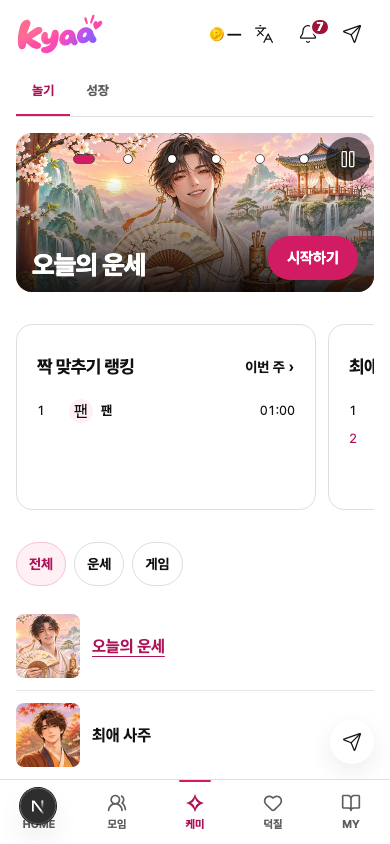 kyaa
7
놀기 성장
오늘의 운세
시작하기
짝 맞추기 랭킹 이번 주 ›
1 팬 팬 01:00
최애
1
2
전체 운세 게임
오늘의 운세
최애 사주
N
HOME 모임 케미 덕질 MY